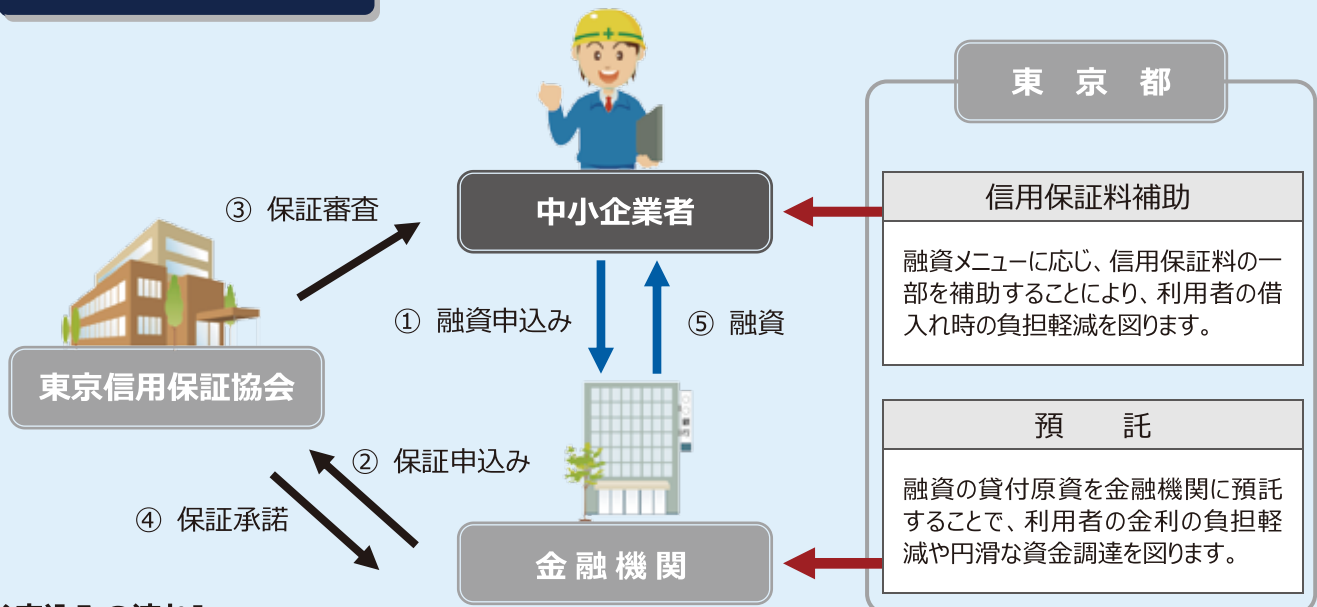 東京都
③ 保証審査
中小企業者
信用保証料補助
融資メニューに応じ、信用保証料の一
部を補助することにより、利用者の借
入れ時の負担軽減を図ります。
① 融資申込み
⑤ 融資
東京信用保証協会
預託
② 保証申込み
融資の貸付原資を金融機関に預託
することで、利用者の金利の負担軽
減や円滑な資金調達を図ります。
④ 保証承諾
金融機関